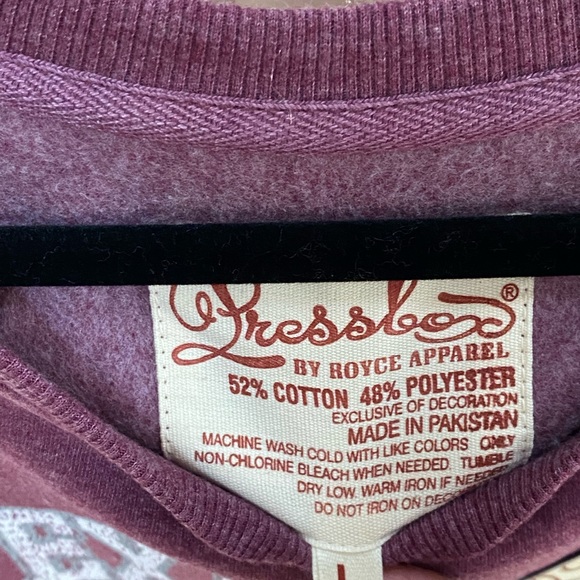 Pressbox®
BY ROYCE APPAREL
52% COTTON 48% POLYESTER
EXCLUSIVE OF DECORATION
MADE IN PAKISTAN
MACHINE WASH COLD WITH LIKE COLORS ONLY
NON-CHLORINE BLEACH WHEN NEEDED TUMBLE
DRY LOW. WARM IRON IF
DO NOT IRON ON
L